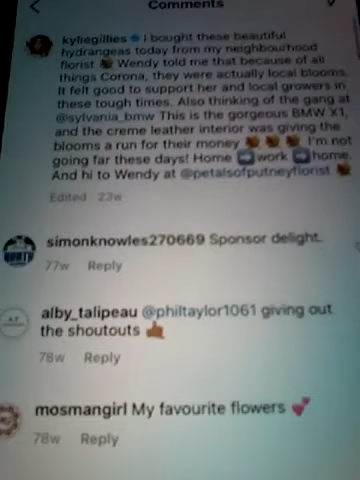 Comments
kyliegillies I bought these beautiful
hydrangeas today from my neighbourhood
florist 💐 Wendy told me that because of all
things Corona, they were actually local blooms.
It felt good to support her and local growers in
these tough times. Also thinking of the gang at
@sylvania_bmw This is the gorgeous BMW X1,
and the creme leather interior was giving the
blooms a run for their money 💐 💐 💐 I'm not
going far these days! Home ➡️work ➡️home.
And hi to Wendy at @petalsofputneyflorist 💐
Edited · 23w
simonknowles270669 Sponsor delight.
77w Reply
alby_talipeau @philtaylor1061 giving out
the shoutouts 🤙🏾
78w Reply
mosmangirl My favourite flowers 💕
78w Reply